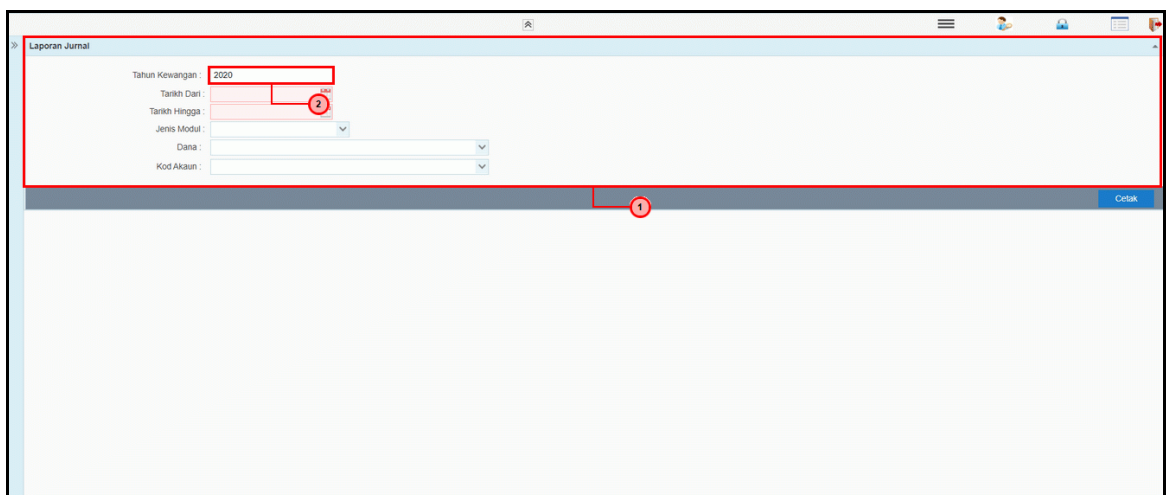 Laporan Jurnal
Tahun Kewangan : 2020
Tarikh Dari :
2
Tarikh Hingga :
Jenis Modul :
Dana :
Kod Akaun :
1
Cetak